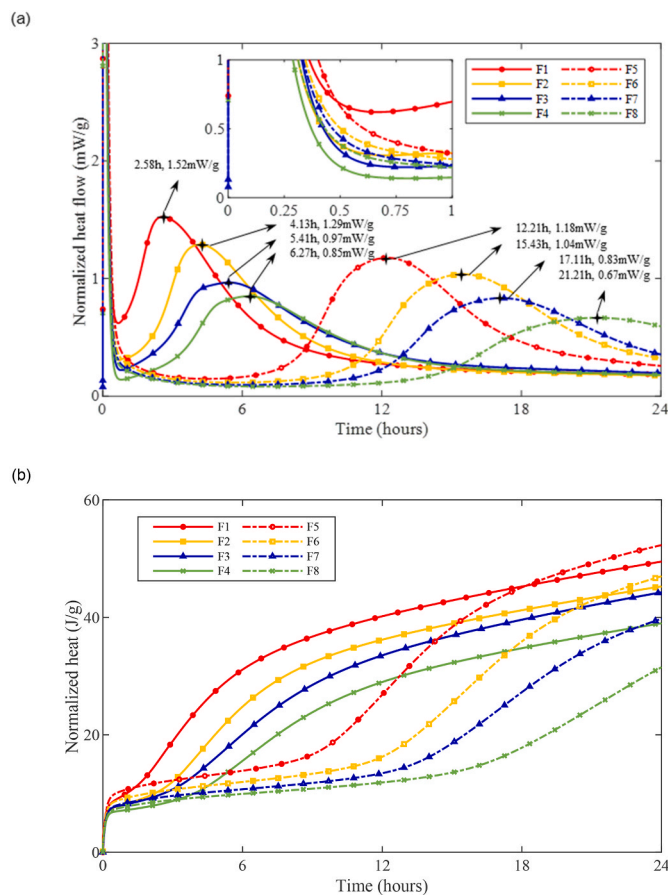 (a)
Normalized heat flow (mW/g)
3
2
1
0
0
6
12
18
24
Time (hours)
1
0.5
0
0
0.25
0.5
0.75
1
F1
F5
F2
F6
F3
F7
F4
F8
2.58h, 1.52mW/g
4.13h, 1.29mW/g
5.41h, 0.97mW/g
6.27h, 0.85mW/g
12.21h, 1.18mW/g
15.43h, 1.04mW/g
17.11h, 0.83mW/g
21.21h, 0.67mW/g
(b)
Normalized heat (J/g)
60
40
20
0
F1
F5
F2
F6
F3
F7
F4
F8
0
6
12
18
24
Time (hours)